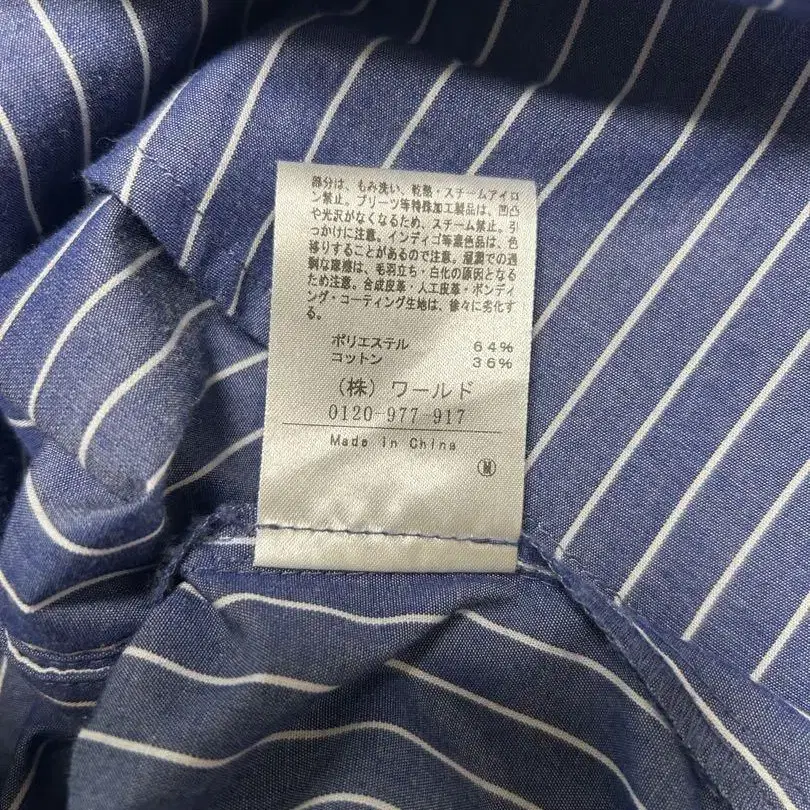 部分は、もみ洗い、乾熱・スチームアイロ
ン禁止。プリーツ等特殊加工製品は、凹凸
や光沢がなくなるため、スチーム禁止。引
っかけに注意。インディゴ等濃色品は、色
移りすることがあるので注意。湿潤での過
剰な摩擦は、毛羽立ち・白化の原因となる
ため注意。合成皮革・人工皮革・ボンディ
ング・コーティング生地は、徐々に劣化す
る。
ポリエステル 64%
コットン 36%
(株)ワールド
0120-977-917
Made in China
M